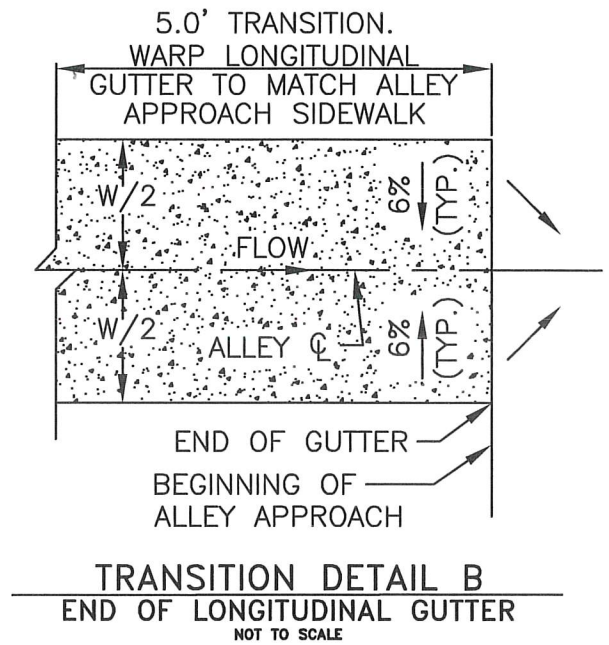 5.0' TRANSITION.
WARP LONGITUDINAL
GUTTER TO MATCH ALLEY
APPROACH SIDEWALK
W/2
6%
(TYP.)
FLOW
W/2
ALLEY ℄
6%
(TYP.)
END OF GUTTER
BEGINNING OF
ALLEY APPROACH
TRANSITION DETAIL B
END OF LONGITUDINAL GUTTER
NOT TO SCALE